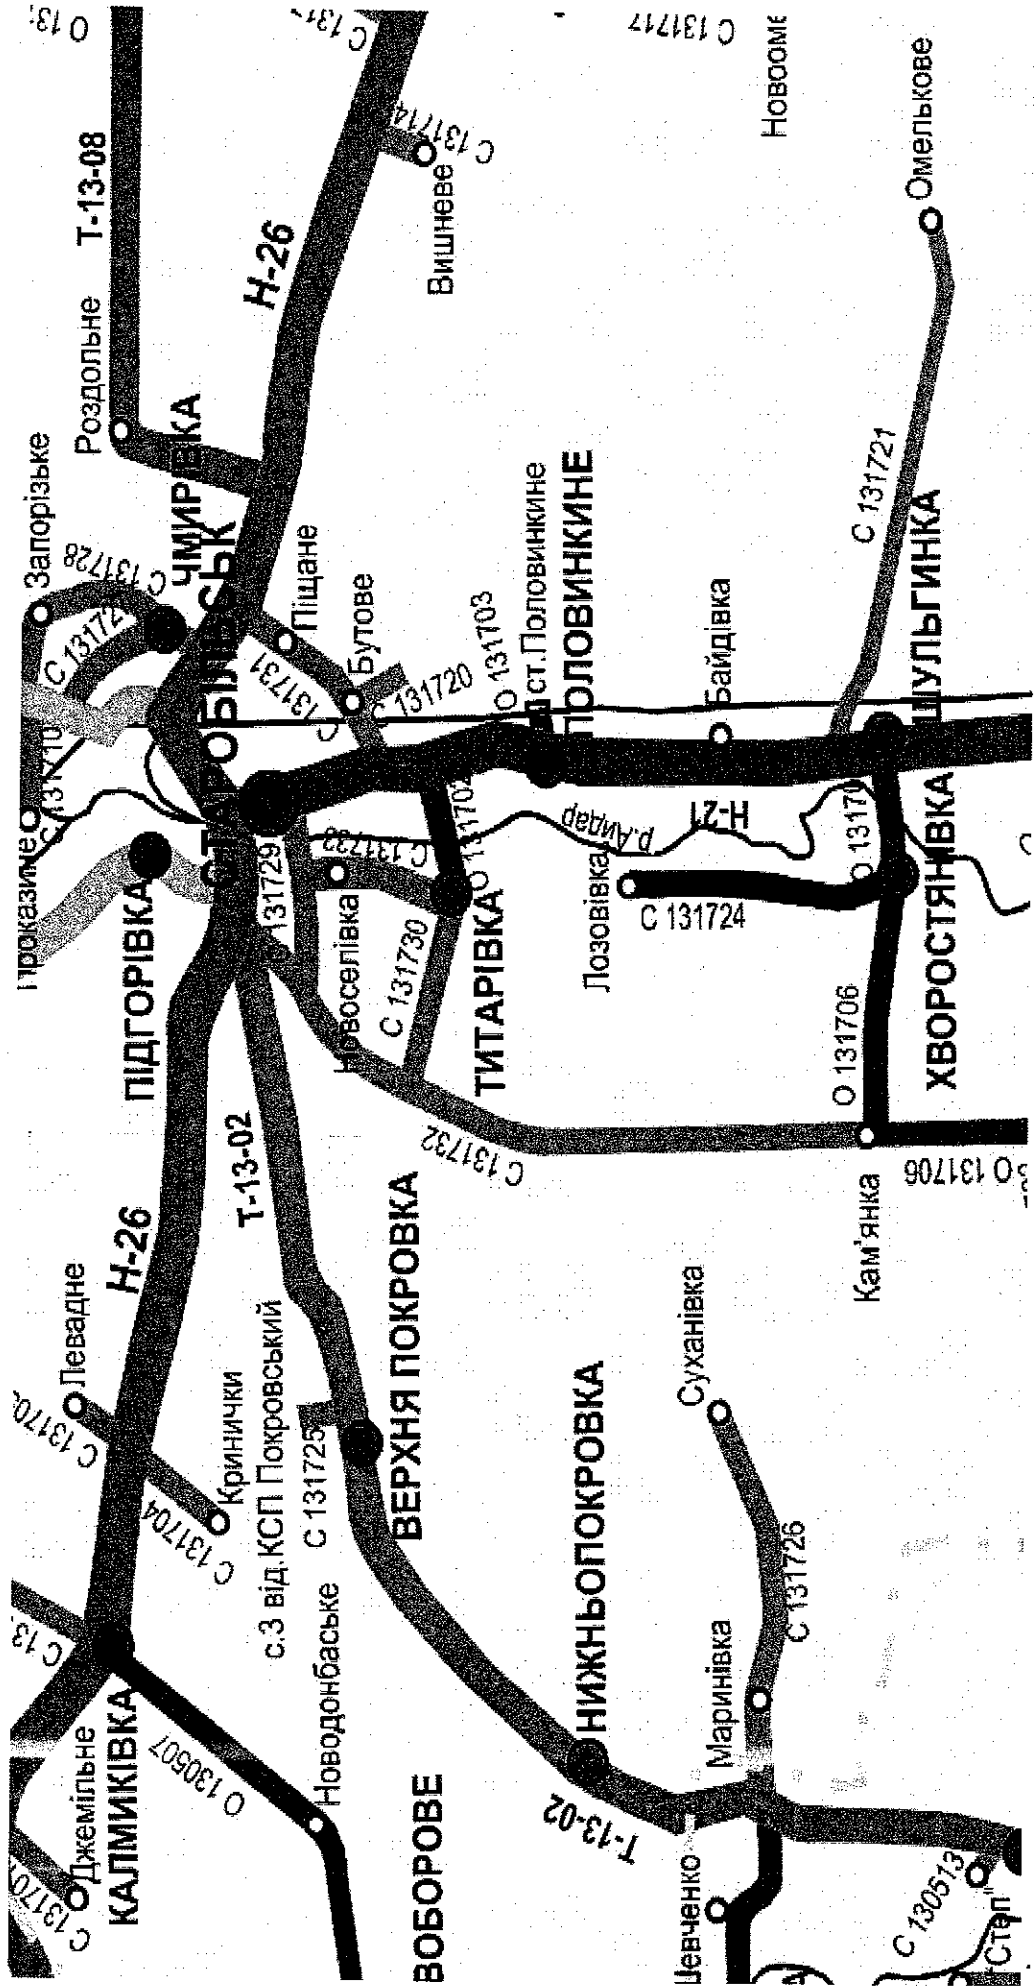 Т-13-08
Роздольне
Н-26
С 131714
Вишневе
С 131717
Омелькове
Запорізьке
С 131728
ЧМИРІВКА
СТАРОБІЛЬСЬК
Піщане
131731
Бутове
С 131720
О 131703
ст.Половинкине
ПОЛОВИНКИНЕ
Байдівка
С 131721
ШУЛЬГИНКА
ПІДГОРІВКА
131729
Новоселівка
С 131730
О 131702
ТИТАРІВКА
р.Айдар
Н-21
Лозовівка
С 131724
ХВОРОСТЯНІВКА
О 131706
О 131706
Кам'янка
С 131732
Т-13-02
Н-26
Левадне
С 131704
Кринички
с.3 від.КСП Покровський
С 131725
ВЕРХНЯ ПОКРОВКА
Новодонбаське
О 130507
КАЛМИКІВКА
Джемільне
НИЖНЬОПОКРОВКА
Т-13-02
Суханівка
С 131726
Маринівка
С 130513